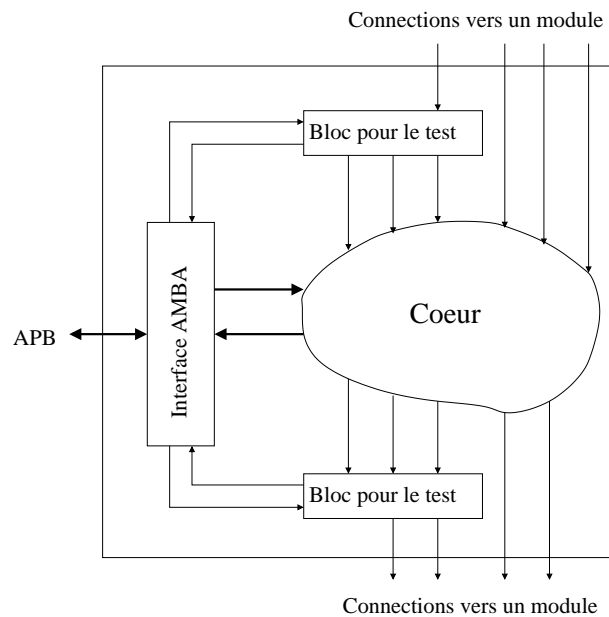 Connections vers un module
Bloc pour le test
Interface AMBA
Coeur
APB
Bloc pour le test
Connections vers un module